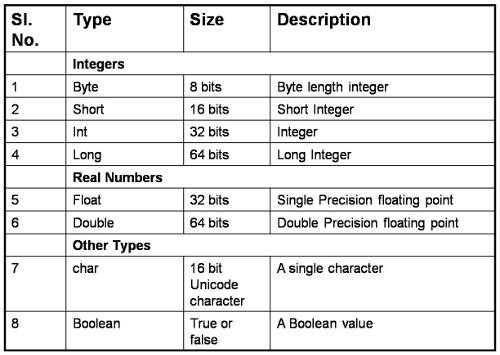 Sl. No. Type Size Description
Integers
1 Byte 8 bits Byte length integer
2 Short 16 bits Short Integer
3 Int 32 bits Integer
4 Long 64 bits Long Integer
Real Numbers
5 Float 32 bits Single Precision floating point
6 Double 64 bits Double Precision floating point
Other Types
7 char 16 bit Unicode character A single character
8 Boolean True or false A Boolean value